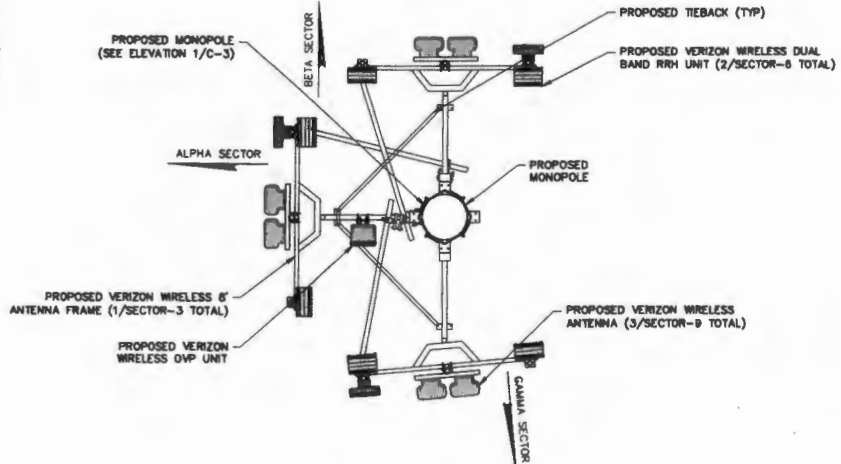 PROPOSED TIEBACK (TYP)
PROPOSED MONOPOLE
(SEE ELEVATION 1/C-3)
BETA SECTOR
PROPOSED VERIZON WIRELESS DUAL
BAND RRH UNIT (2/SECTOR-6 TOTAL)
ALPHA SECTOR
PROPOSED
MONOPOLE
PROPOSED VERIZON WIRELESS 8'
ANTENNA FRAME (1/SECTOR-3 TOTAL)
PROPOSED VERIZON WIRELESS
ANTENNA (3/SECTOR-9 TOTAL)
PROPOSED VERIZON
WIRELESS OVP UNIT
GAMMA SECTOR